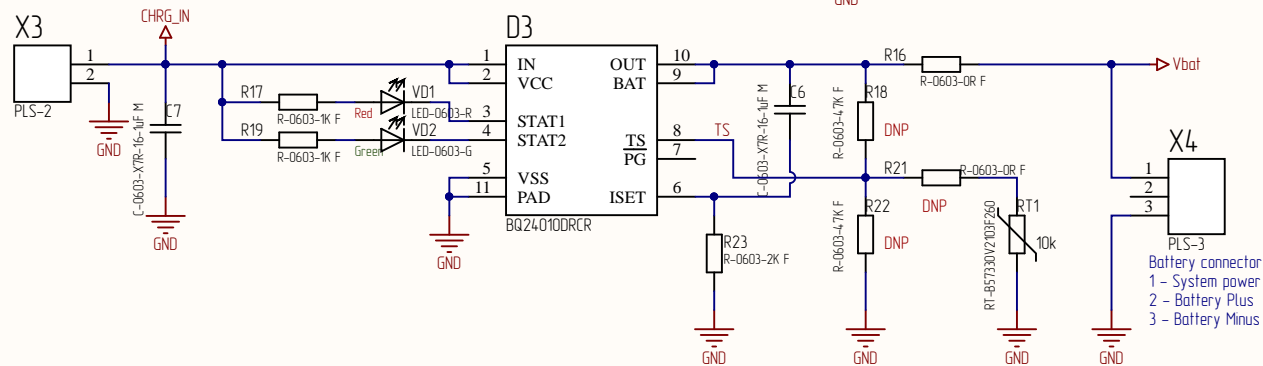 GND
X3
CHRG_IN
D3
1
2
PLS-2
GND
C7
C-0603-X7R-16-1uF M
GND
R17
R-0603-1K F
Red
VD1
LED-0603-R
R19
R-0603-1K F
Green
VD2
LED-0603-G
1 IN OUT 10
2 VCC BAT 9
3 STAT1
4 STAT2 TS 8
PG 7
5 VSS
11 PAD ISET 6
BQ24010DRCR
GND
TS
R23
R-0603-2K F
GND
C6
C-0603-X7R-16-1uF M
R16
R-0603-0R F
R18
R-0603-47K F
DNP
R21
R-0603-0R F
DNP
R22
R-0603-47K F
DNP
GND
RT1
RT-B57330V2103F260
10k
GND
Vbat
X4
1
2
3
PLS-3
GND
Battery connector
1 - System power
2 - Battery Plus
3 - Battery Minus